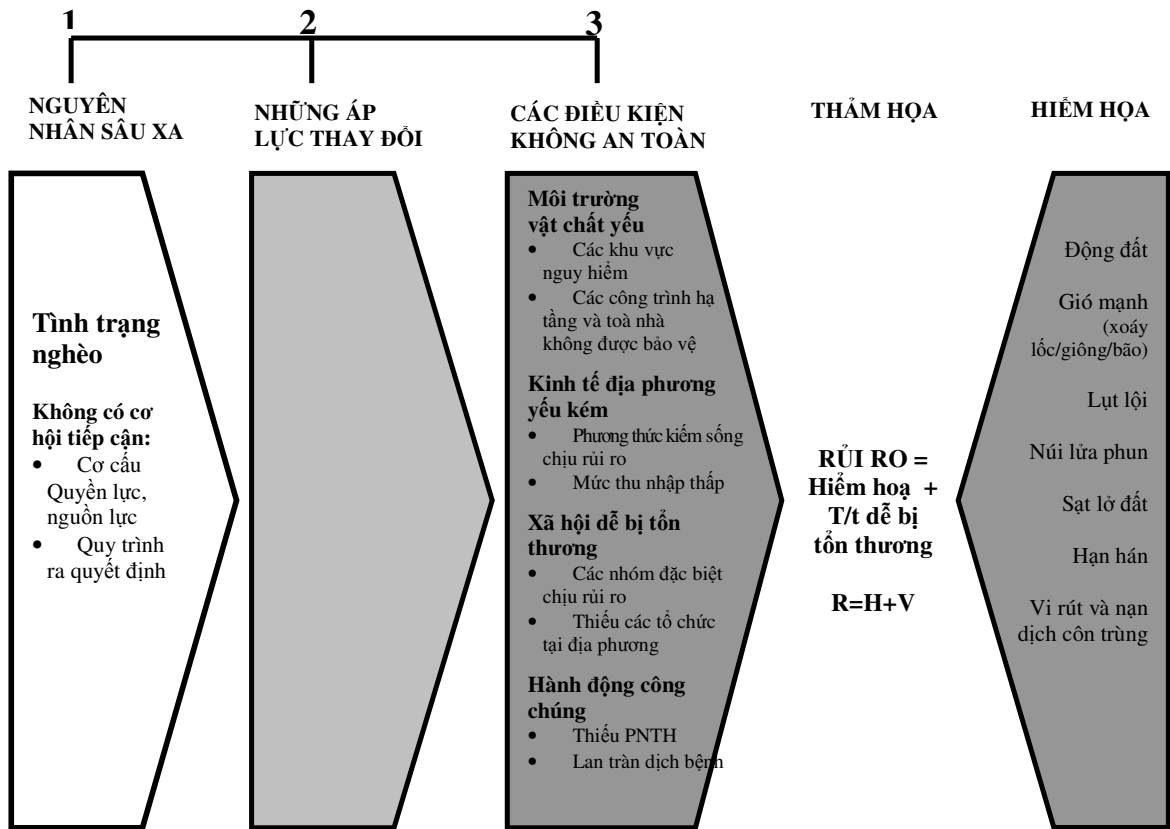 1
2
3
NGUYÊN
NHÂN SÂU XA
NHỮNG ÁP
LỰC THAY ĐỔI
CÁC ĐIỀU KIỆN
KHÔNG AN TOÀN
THẢM HỌA
HIỂM HỌA
Tình trạng
nghèo
Không có cơ
hội tiếp cận:
• Cơ cấu
Quyền lực,
nguồn lực
• Quy trình
ra quyết định
Môi trường
vật chất yếu
• Các khu vực
nguy hiểm
• Các công trình hạ
tầng và toà nhà
không được bảo vệ
Kinh tế địa phương
yếu kém
• Phương thức kiếm sống
chịu rủi ro
• Mức thu nhập thấp
Xã hội dễ bị tổn
thương
• Các nhóm đặc biệt
chịu rủi ro
• Thiếu các tổ chức
tại địa phương
Hành động công
chúng
• Thiếu PNTH
• Lan tràn dịch bệnh
RỦI RO =
Hiểm hoạ +
T/t dễ bị
tổn thương
R=H+V
Động đất
Gió mạnh
(xoáy
lốc/giông/bão)
Lụt lội
Núi lửa phun
Sạt lở đất
Hạn hán
Vi rút và nạn
dịch côn trùng